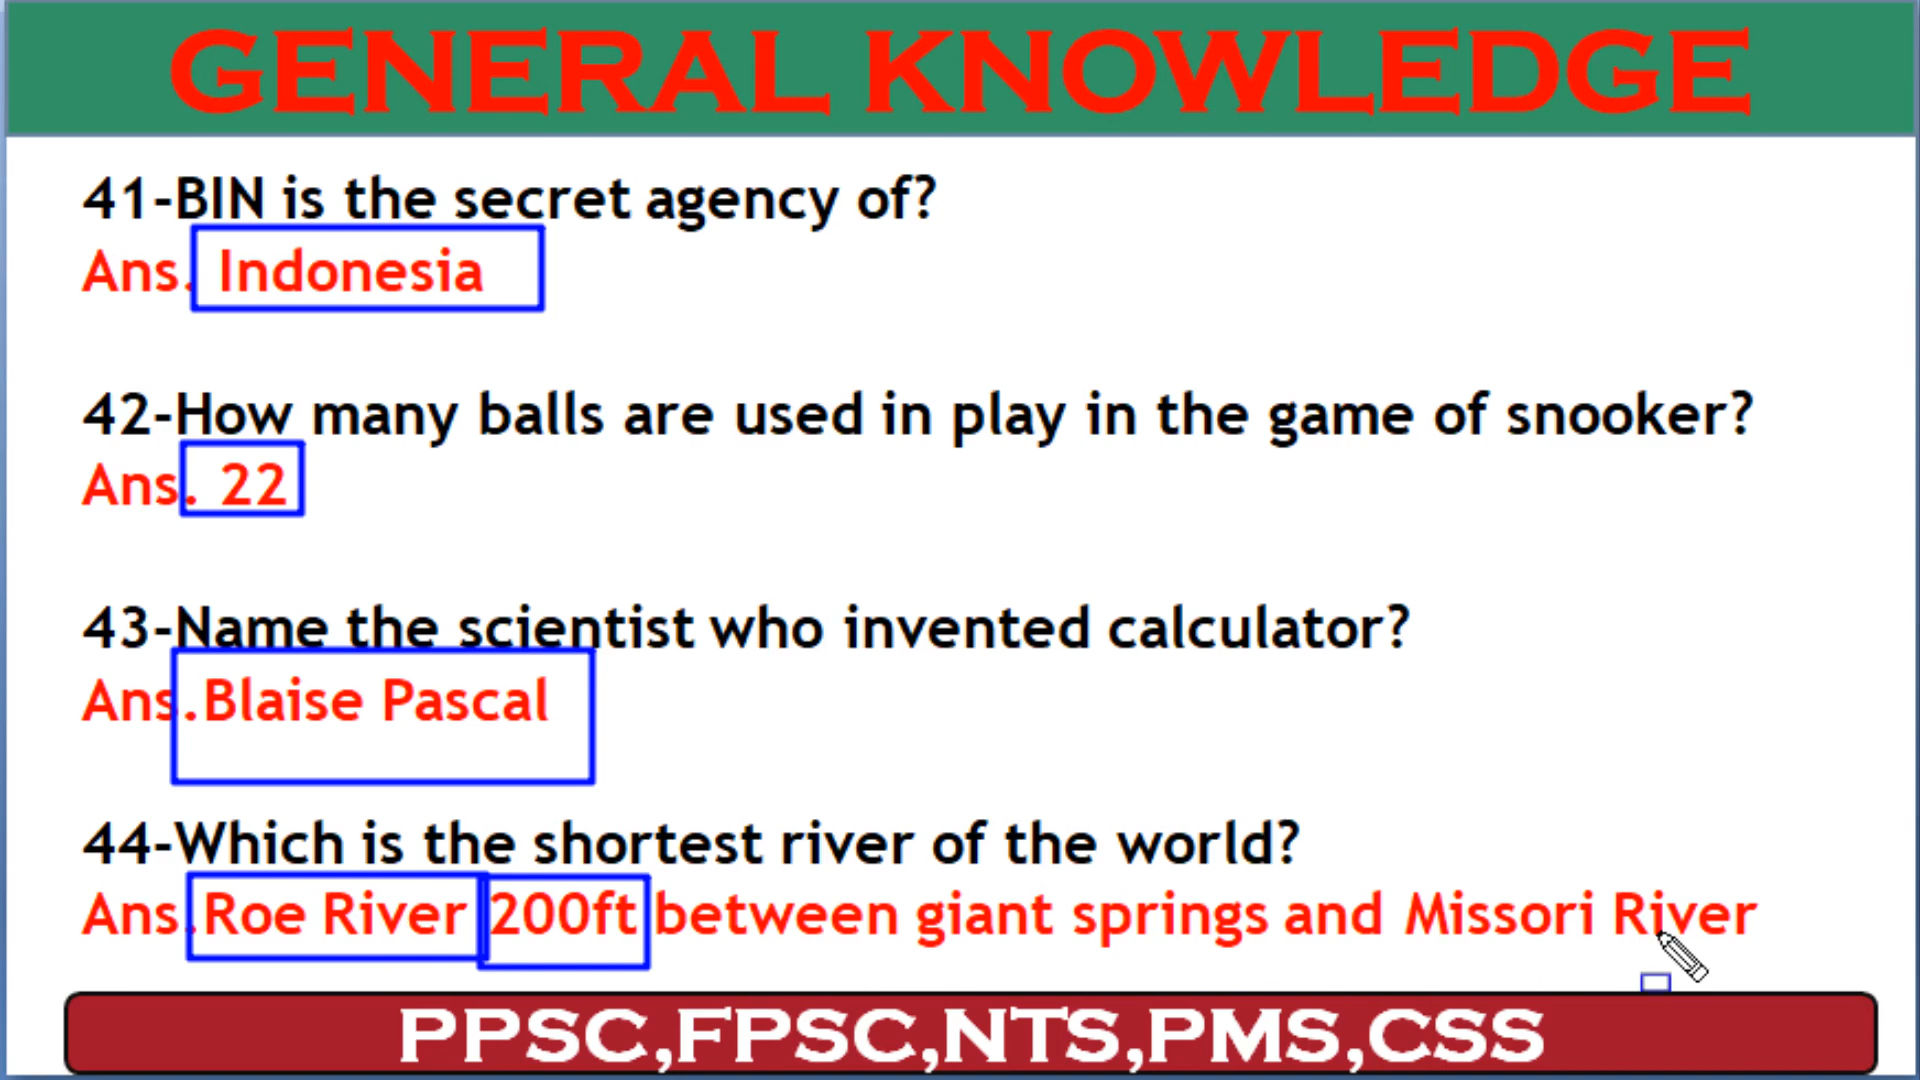 GENERAL KNOWLEDGE
41-BIN is the secret agency of?
Ans. Indonesia
42-How many balls are used in play in the game of snooker?
Ans. 22
43-Name the scientist who invented calculator?
Ans.Blaise Pascal
44-Which is the shortest river of the world?
Ans.Roe River 200ft between giant springs and Missori River
PPSC,FPSC,NTS,PMS,CSS